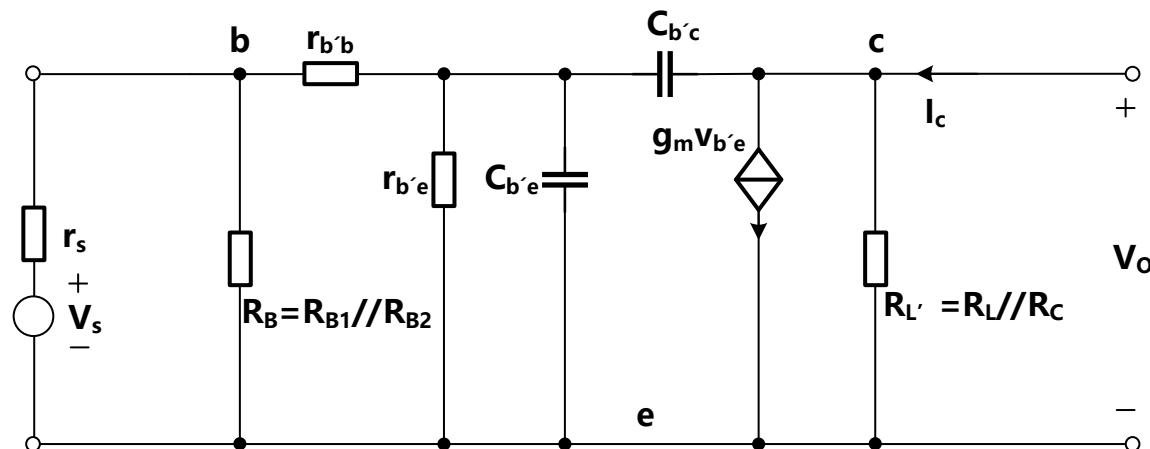 b
r_b´b
C_b´c
c
+
I_c
g_m v_b´e
r_b´e
C_b´e
r_s
+
V_s
−
R_B=R_B1//R_B2
V_O
R_L′ =R_L//R_C
e
−